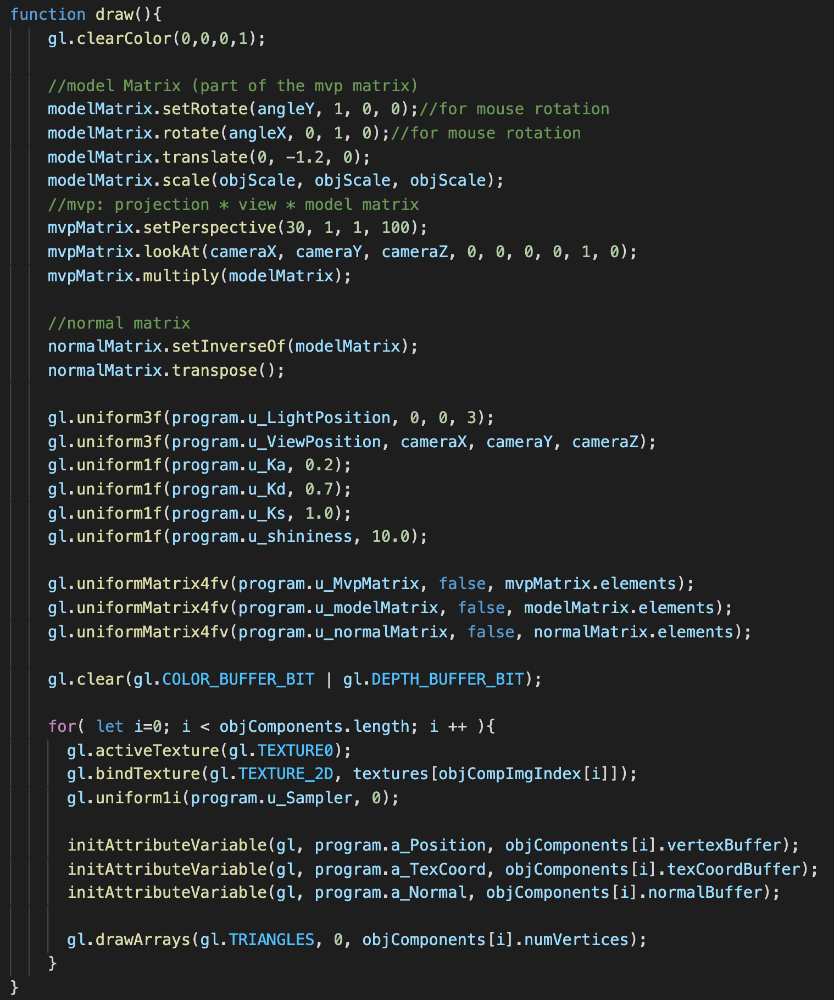 function draw(){
    gl.clearColor(0,0,0,1);

    //model Matrix (part of the mvp matrix)
    modelMatrix.setRotate(angleY, 1, 0, 0);//for mouse rotation
    modelMatrix.rotate(angleX, 0, 1, 0);//for mouse rotation
    modelMatrix.translate(0, -1.2, 0);
    modelMatrix.scale(objScale, objScale, objScale);
    //mvp: projection * view * model matrix
    mvpMatrix.setPerspective(30, 1, 1, 100);
    mvpMatrix.lookAt(cameraX, cameraY, cameraZ, 0, 0, 0, 0, 1, 0);
    mvpMatrix.multiply(modelMatrix);

    //normal matrix
    normalMatrix.setInverseOf(modelMatrix);
    normalMatrix.transpose();

    gl.uniform3f(program.u_LightPosition, 0, 0, 3);
    gl.uniform3f(program.u_ViewPosition, cameraX, cameraY, cameraZ);
    gl.uniform1f(program.u_Ka, 0.2);
    gl.uniform1f(program.u_Kd, 0.7);
    gl.uniform1f(program.u_Ks, 1.0);
    gl.uniform1f(program.u_shininess, 10.0);

    gl.uniformMatrix4fv(program.u_MvpMatrix, false, mvpMatrix.elements);
    gl.uniformMatrix4fv(program.u_modelMatrix, false, modelMatrix.elements);
    gl.uniformMatrix4fv(program.u_normalMatrix, false, normalMatrix.elements);

    gl.clear(gl.COLOR_BUFFER_BIT | gl.DEPTH_BUFFER_BIT);

    for( let i=0; i < objComponents.length; i ++ ){
      gl.activeTexture(gl.TEXTURE0);
      gl.bindTexture(gl.TEXTURE_2D, textures[objCompImgIndex[i]]);
      gl.uniform1i(program.u_Sampler, 0);

      initAttributeVariable(gl, program.a_Position, objComponents[i].vertexBuffer);
      initAttributeVariable(gl, program.a_TexCoord, objComponents[i].texCoordBuffer);
      initAttributeVariable(gl, program.a_Normal, objComponents[i].normalBuffer);

      gl.drawArrays(gl.TRIANGLES, 0, objComponents[i].numVertices);
    }
}